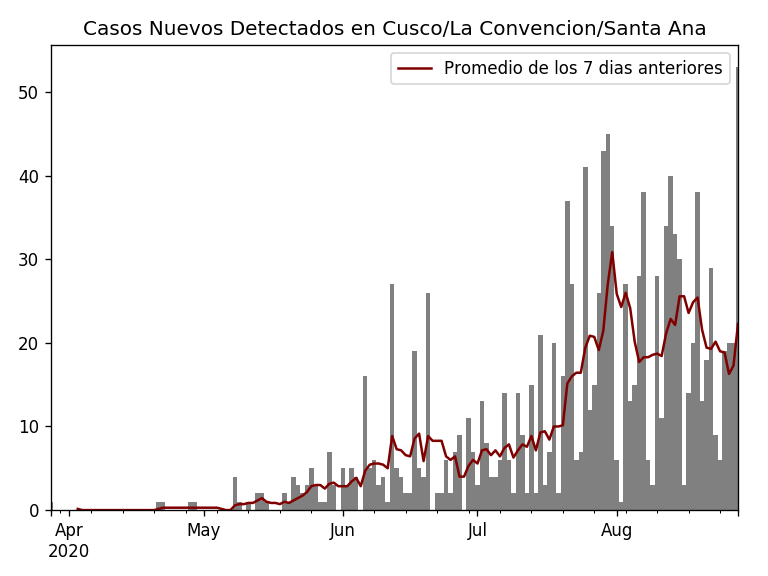 Casos Nuevos Detectados en Cusco/La Convencion/Santa Ana
Promedio de los 7 dias anteriores
50
40
30
20
10
0
Apr May Jun Jul Aug
2020